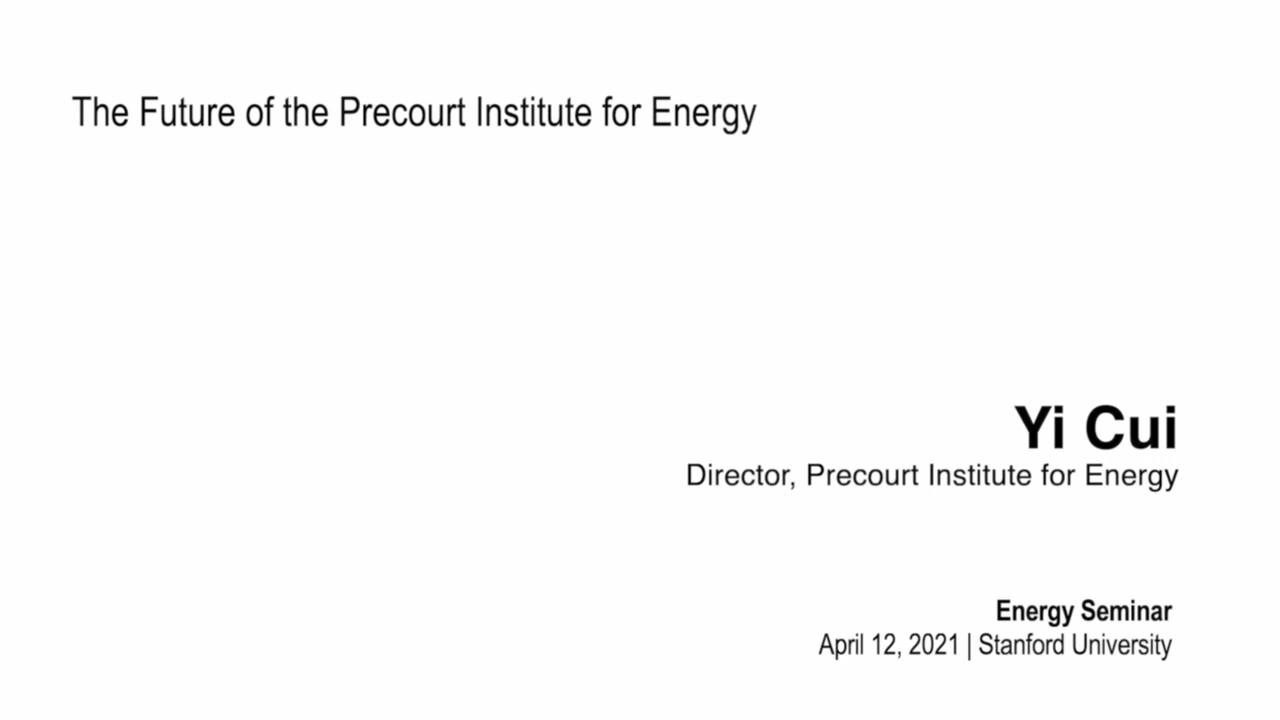 The Future of the Precourt Institute for Energy
Yi Cui
Director, Precourt Institute for Energy
Energy Seminar
April 12, 2021 | Stanford University